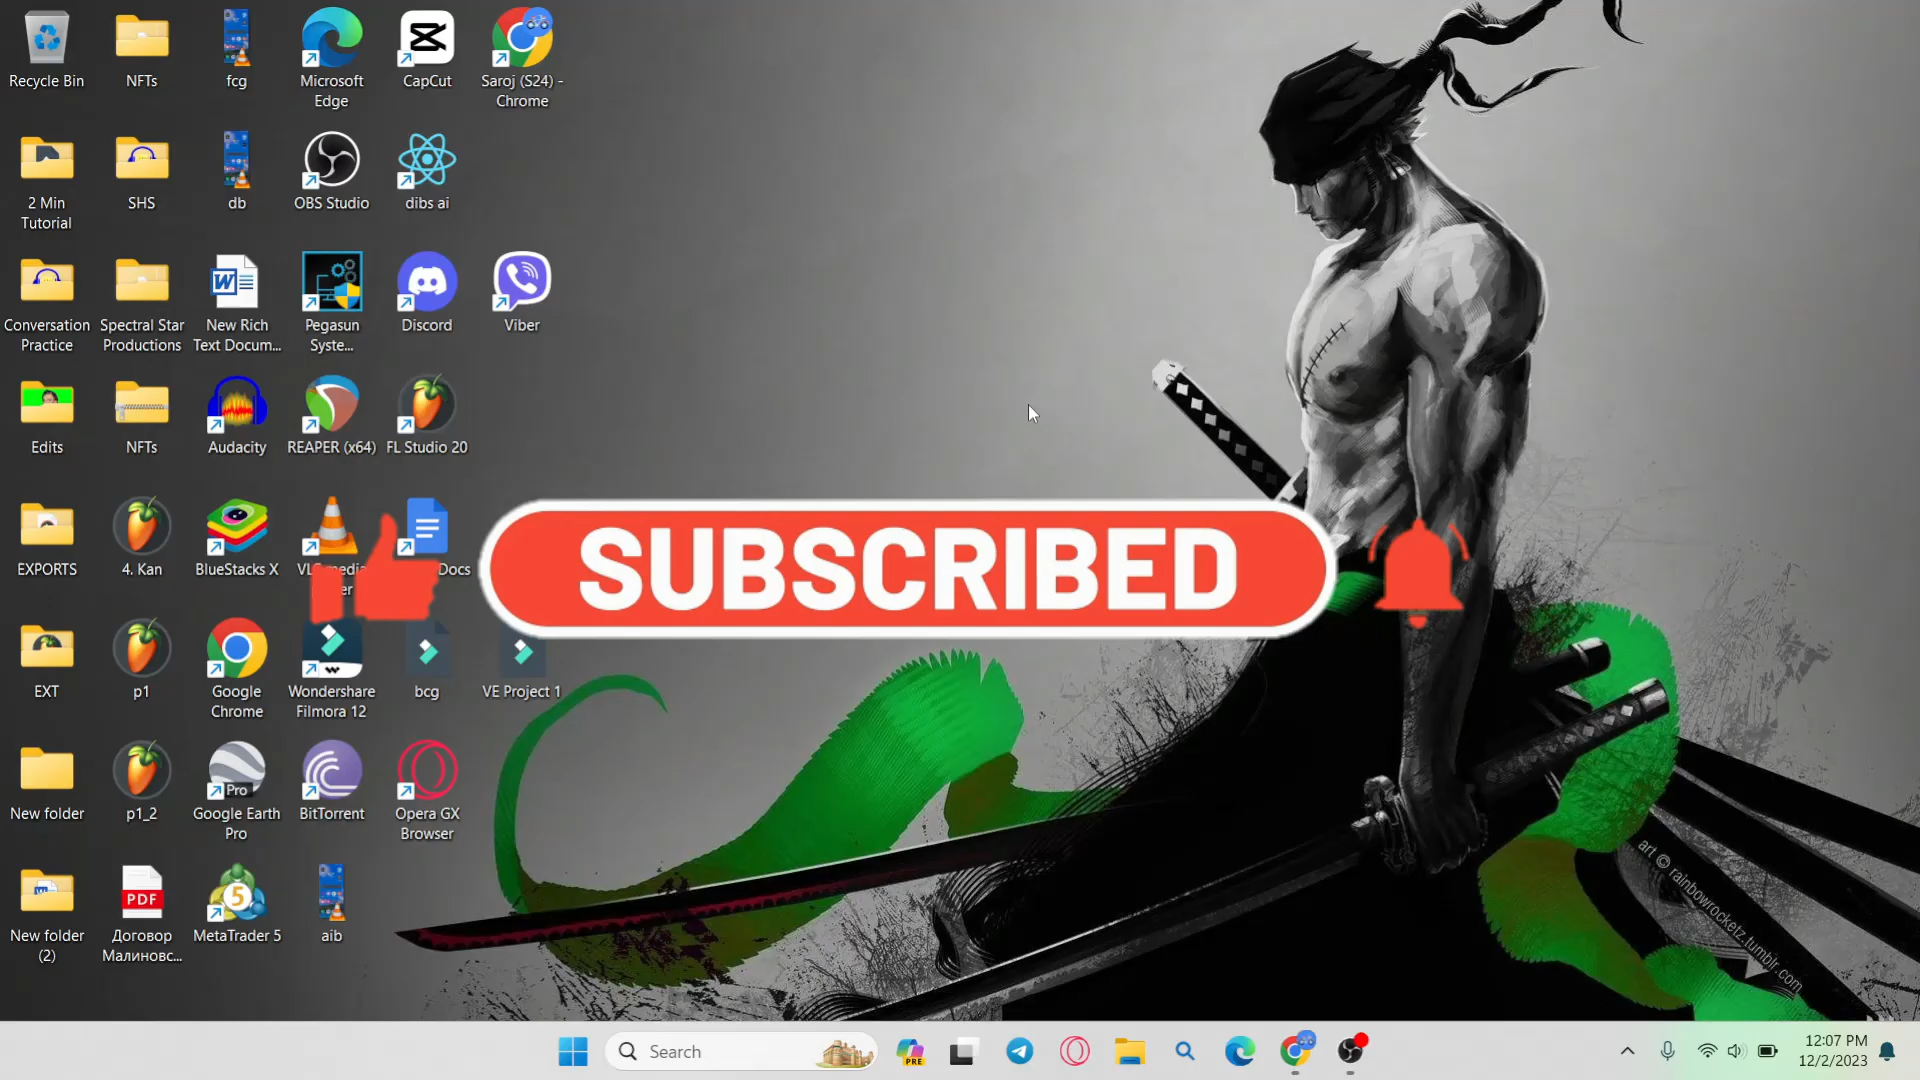 Recycle Bin
NFTs
fcg
Microsoft
Edge
CapCut
Saroj (S24) -
Chrome
2 Min
Tutorial
SHS
db
OBS Studio
dibs ai
Conversation
Practice
Spectral Star
Productions
New Rich
Text Docum...
Pegasun
Syste...
Discord
Viber
Edits
NFTs
Audacity
REAPER (x64)
FL Studio 20
EXPORTS
4. Kan
BlueStacks X
Docs
SUBSCRIBED
EXT
p1
Google
Chrome
Wondershare
Filmora 12
bcg
VE Project 1
New folder
p1_2
Pro
Google Earth
Pro
BitTorrent
Opera GX
Browser
New folder
(2)
PDF
Договор
Малиновс...
5
MetaTrader 5
aib
art © rainbowrocketz.tumblr.com
Search
PRE
12:07 PM
12/2/2023